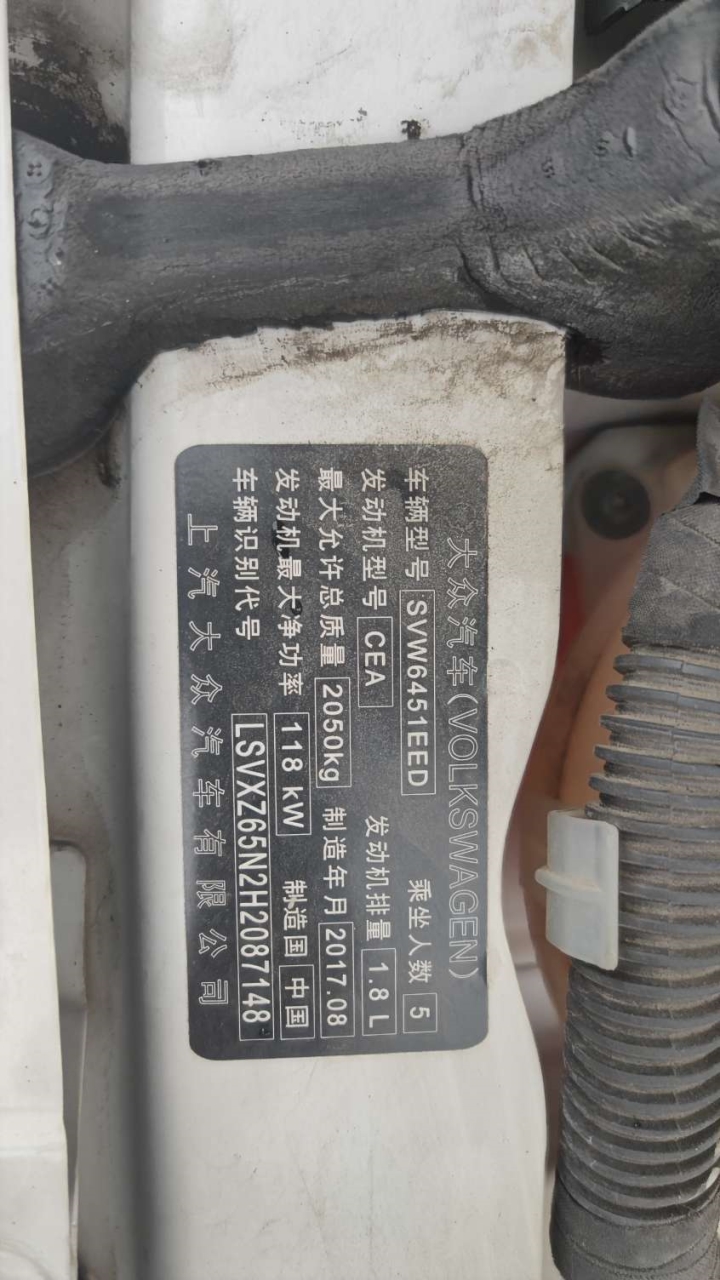 大众汽车(VOLKSWAGEN)
车辆型号 SVW6451EED 乘坐人数 5
发动机型号 CEA 发动机排量 1.8 L
最大允许总质量 2050kg 制造年月 2017.08
发动机最大净功率 118 kW 制造国 中国
车辆识别代号 LSVXZ65N2H2087148
上汽大众汽车有限公司